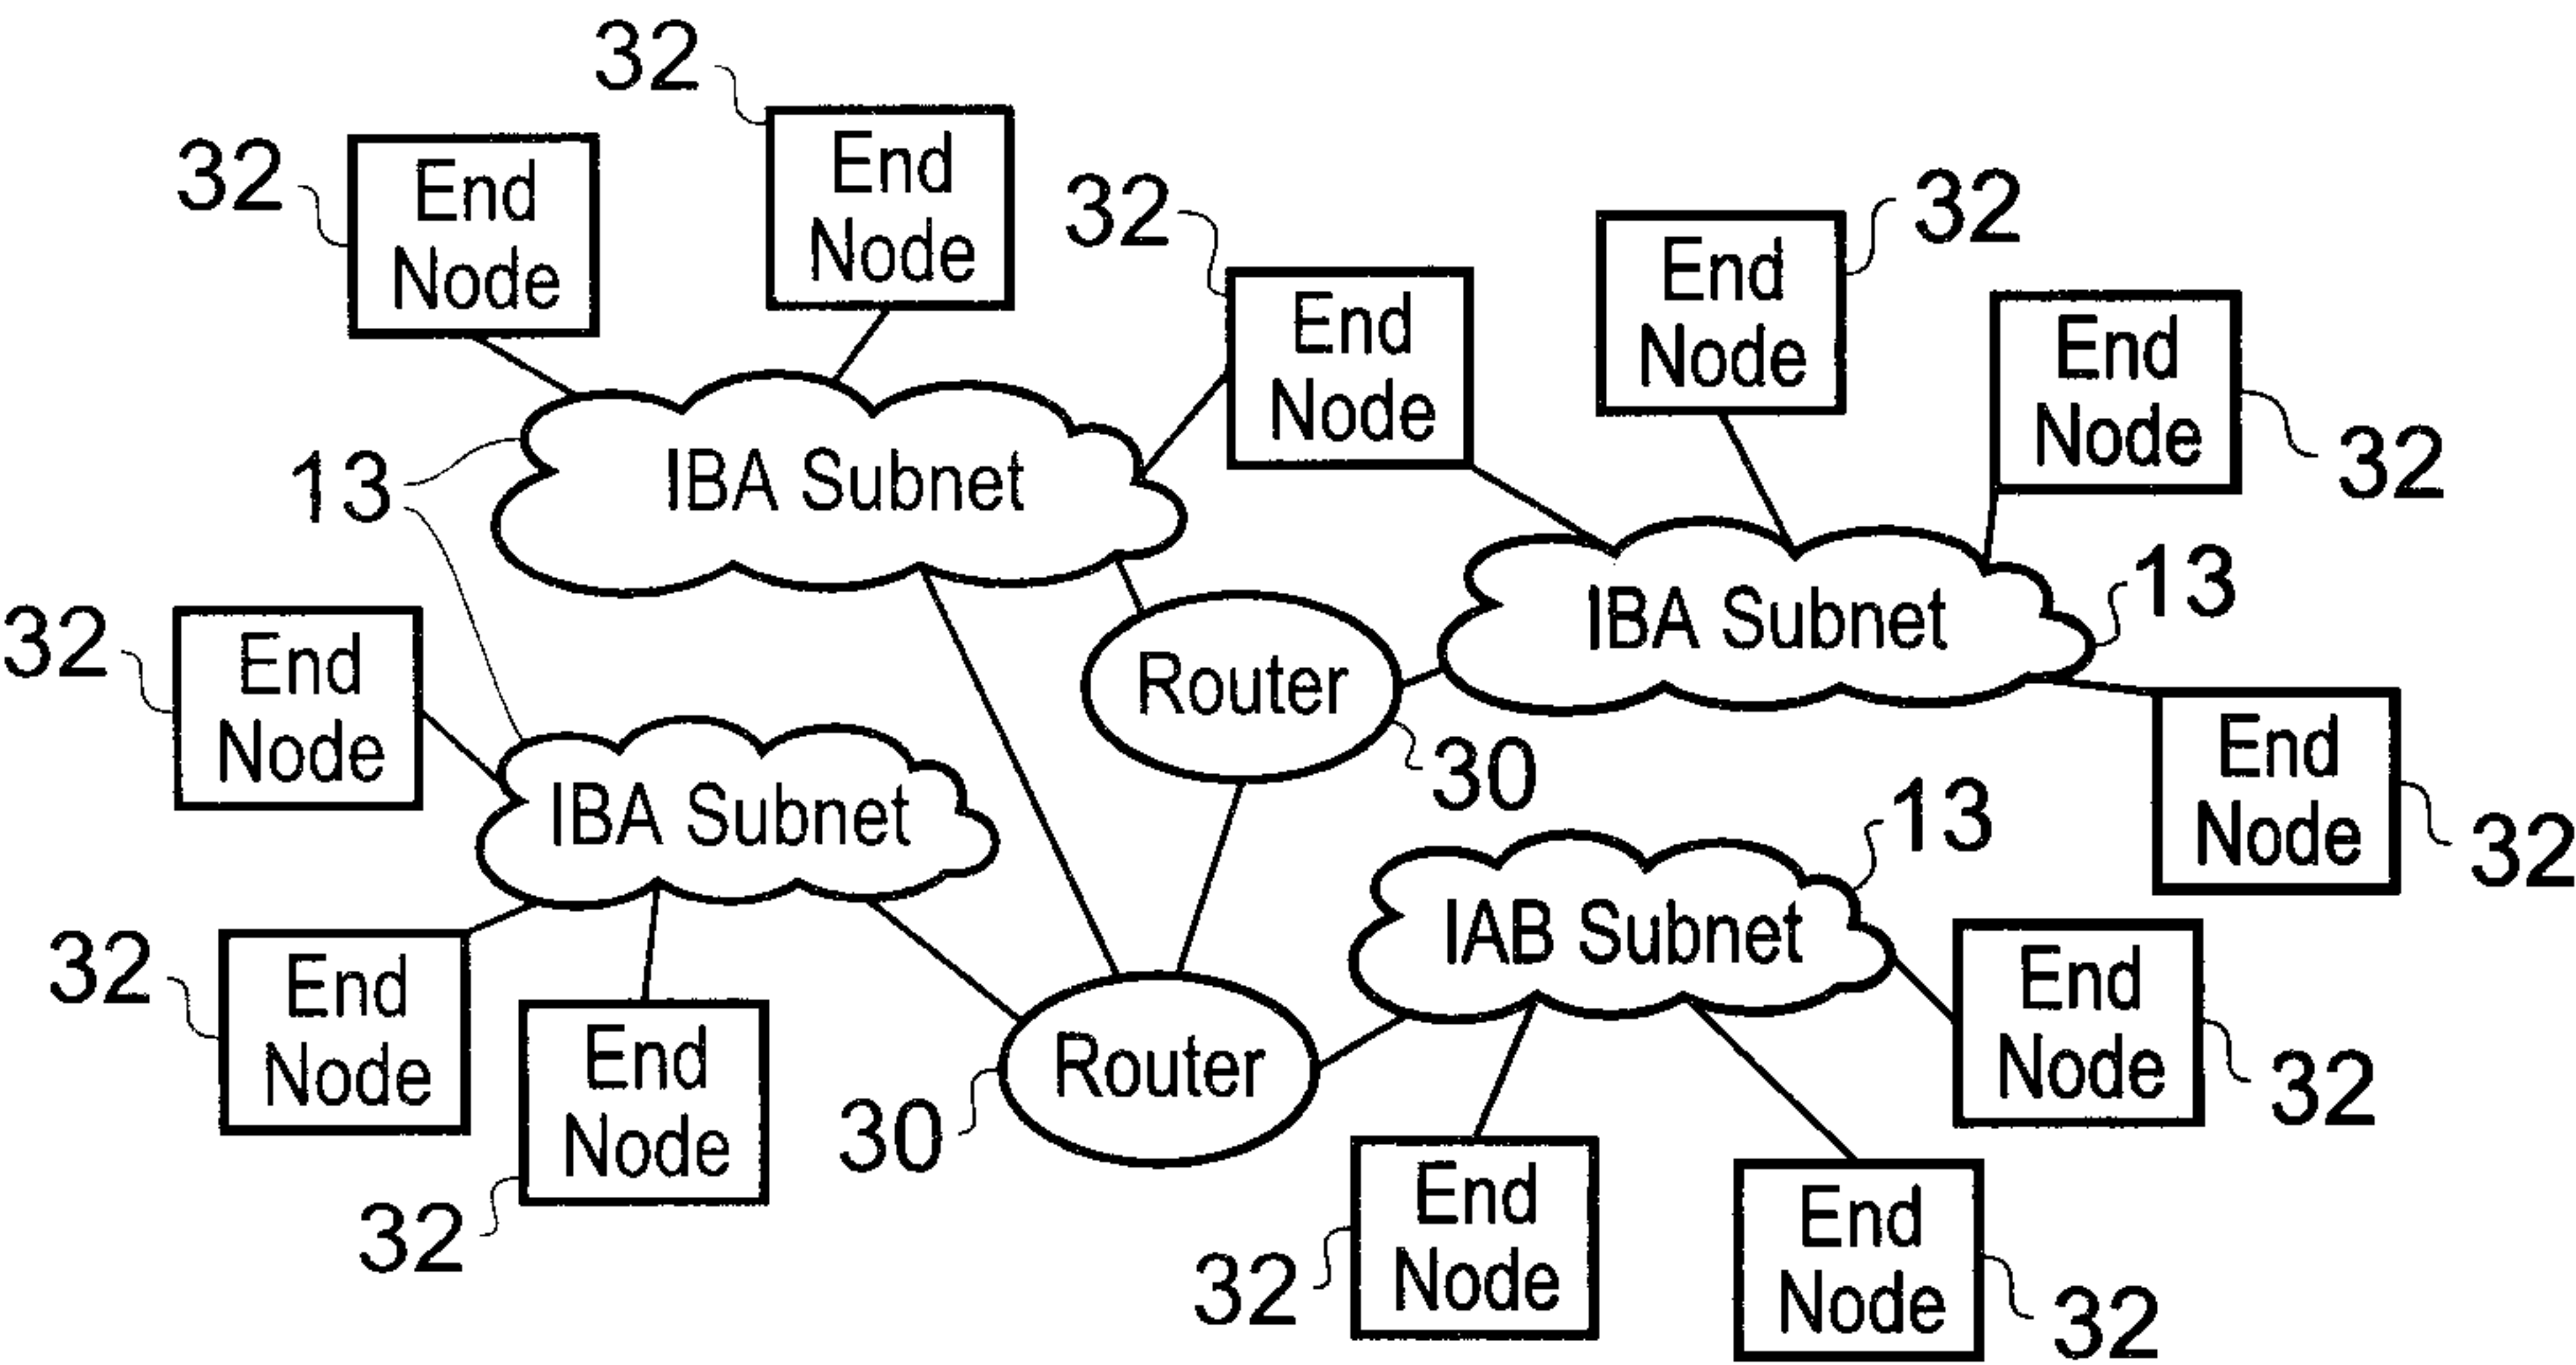 32
End
Node
32
End
Node
32
End
Node
32
End
Node
32
End
Node
32
13
IBA Subnet
IBA Subnet
13
32
End
Node
Router
30
End
Node
32
IBA Subnet
13
IAB Subnet
32
End
Node
End
Node
32
End
Node
32
30
Router
32
End
Node
End
Node
32